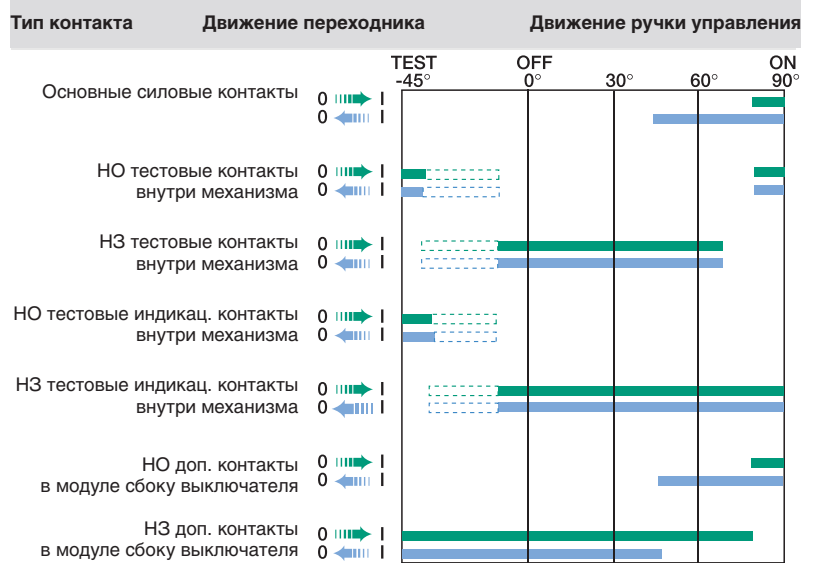 Тип контакта Движение переходника Движение ручки управления
TEST OFF ON
-45° 0° 30° 60° 90°
Основные силовые контакты 0 I
0 I
НО тестовые контакты 0 I
внутри механизма 0 I
НЗ тестовые контакты 0 I
внутри механизма 0 I
НО тестовые индикац. контакты 0 I
внутри механизма 0 I
НЗ тестовые индикац. контакты 0 I
внутри механизма 0 I
НО доп. контакты 0 I
в модуле сбоку выключателя 0 I
НЗ доп. контакты 0 I
в модуле сбоку выключателя 0 I